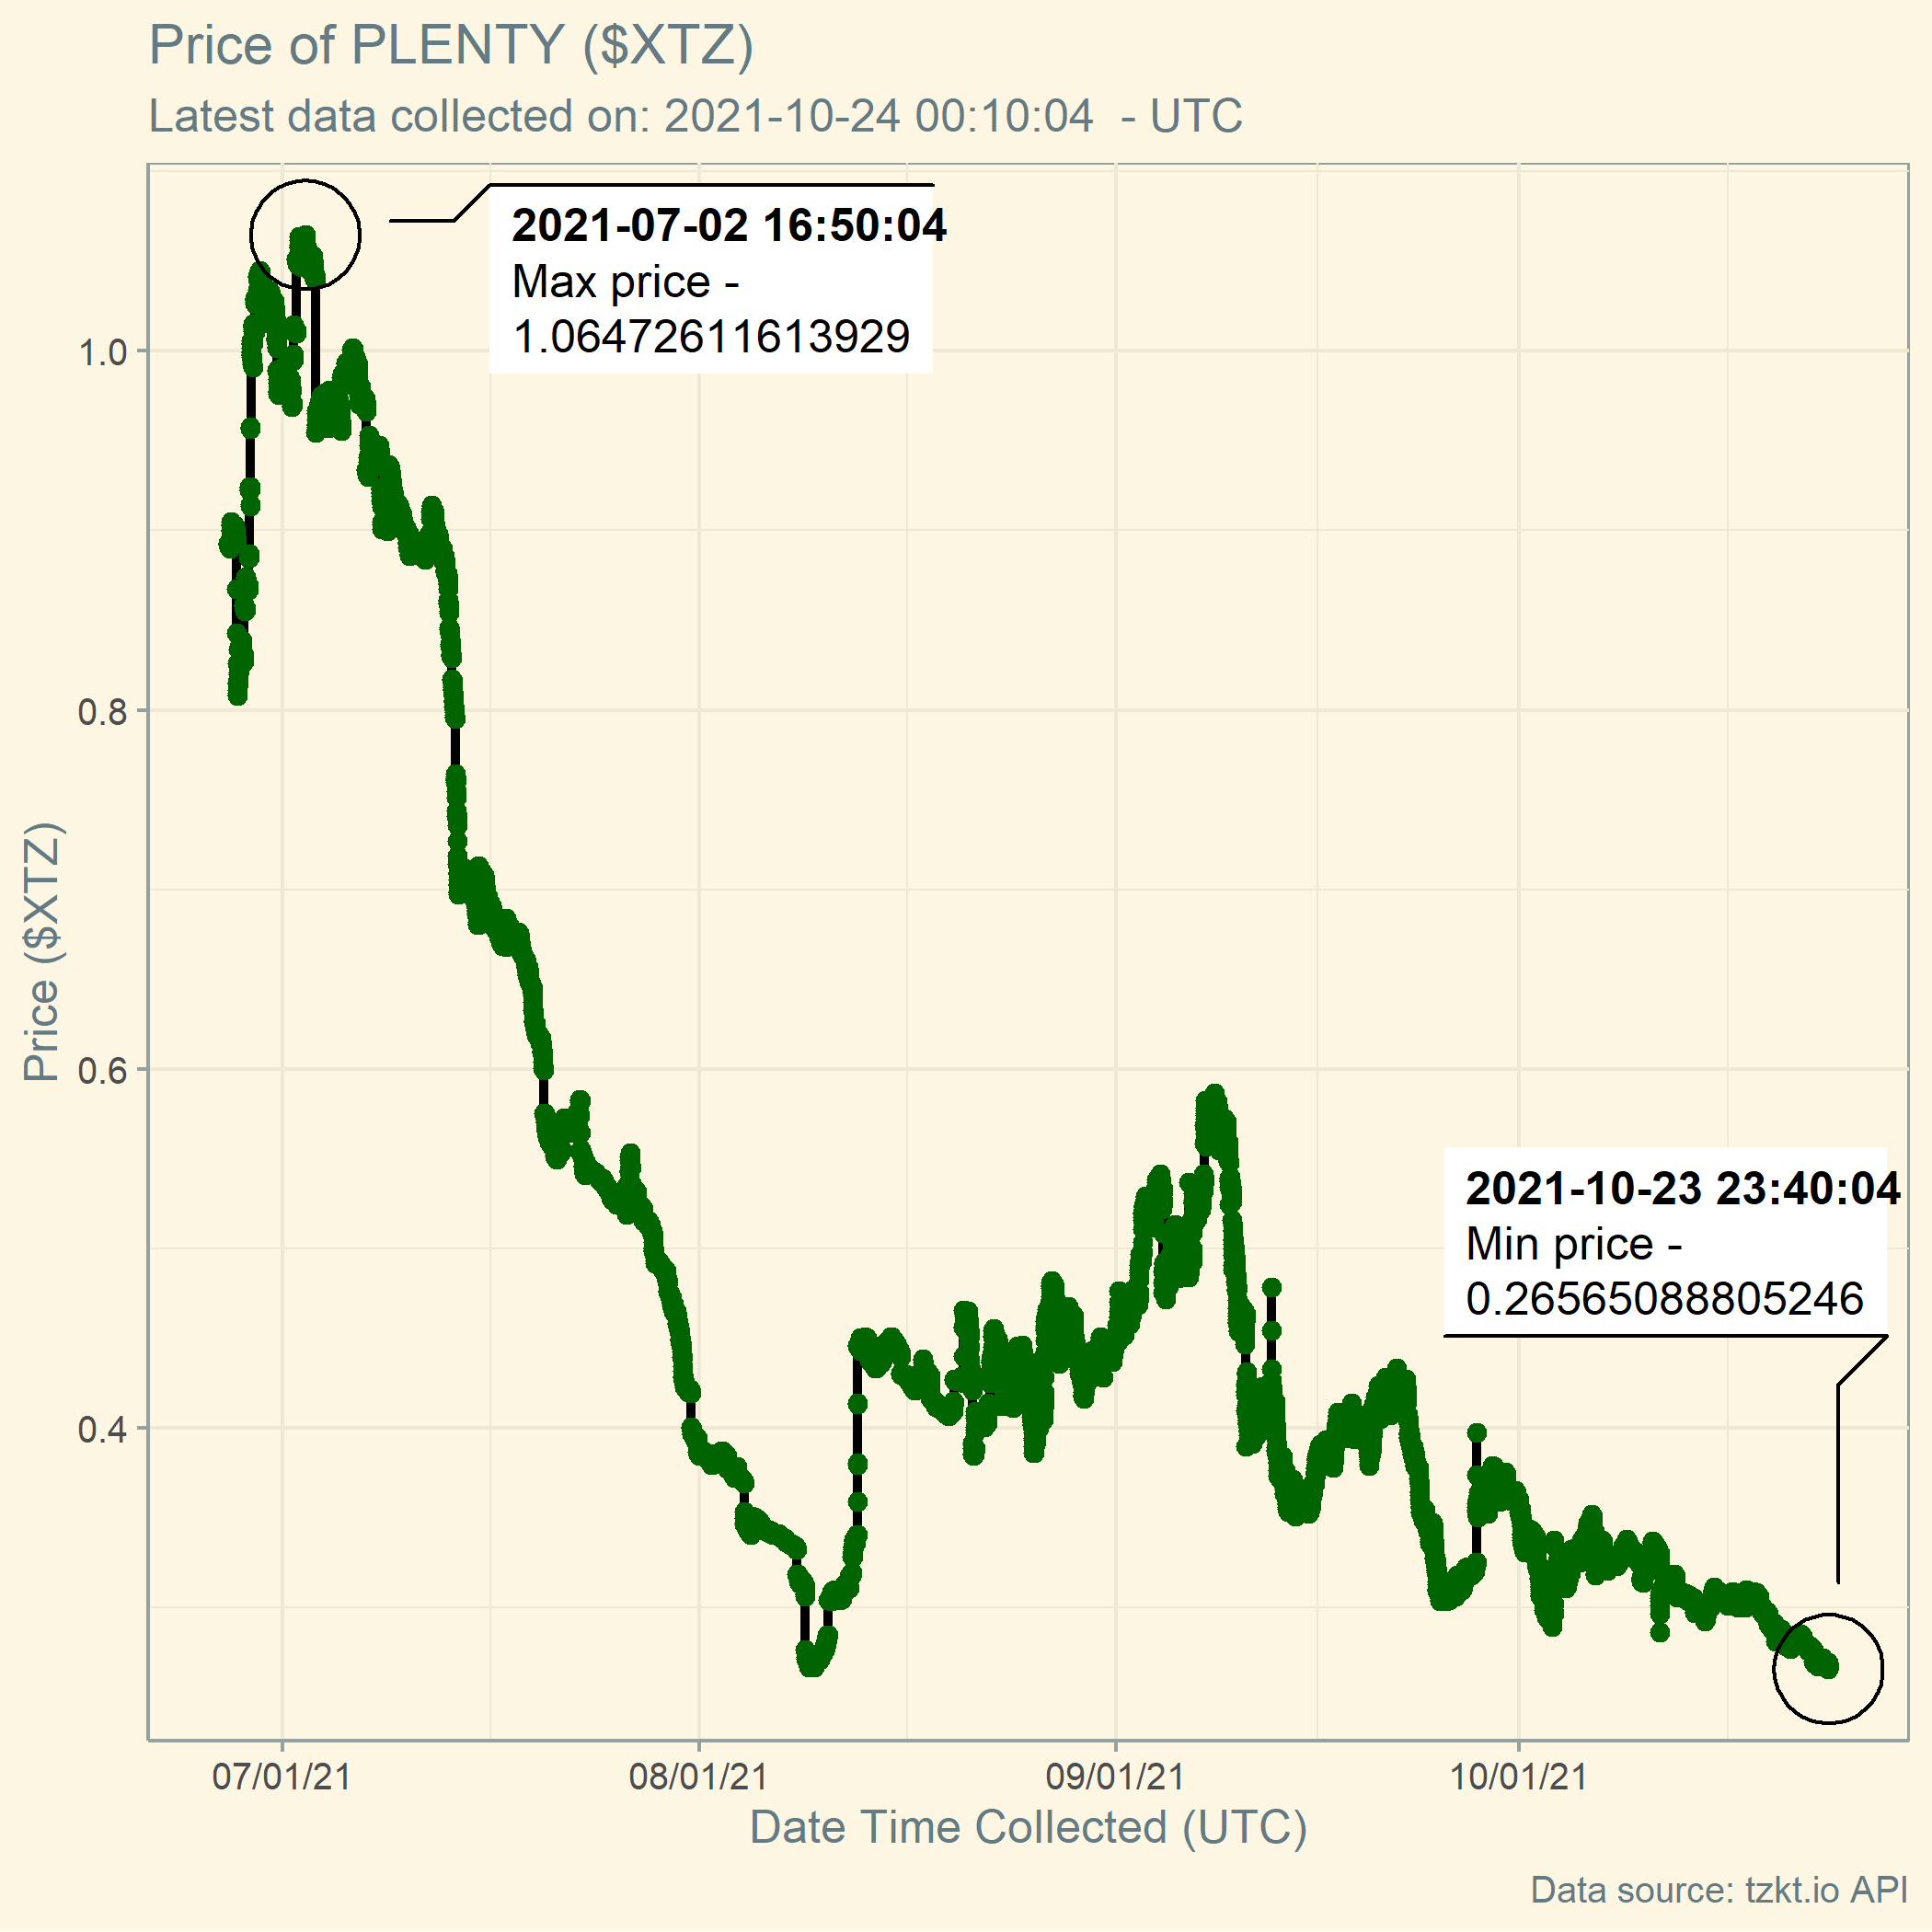 Price of PLENTY ($XTZ)
Latest data collected on: 2021-10-24 00:10:04  - UTC
2021-07-02 16:50:04
Max price -
1.06472611613929
1.0
0.8
0.6
0.4
Price ($XTZ)
2021-10-23 23:40:04
Min price -
0.26565088805246
07/01/21
08/01/21
09/01/21
10/01/21
Date Time Collected (UTC)
Data source: tzkt.io API